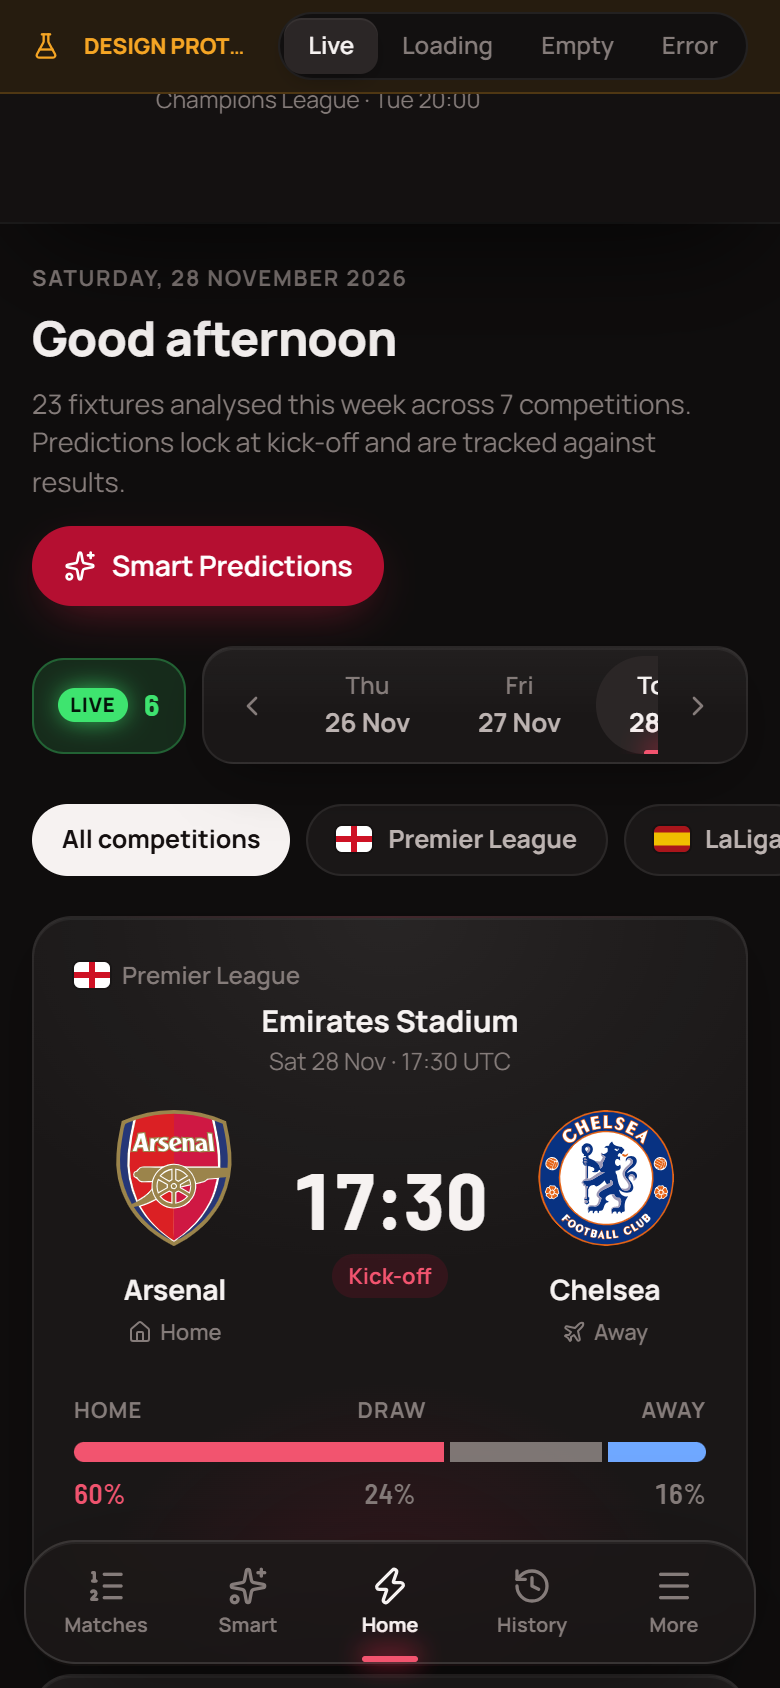 DESIGN PROT...
Live
Loading
Empty
Error
Champions League · Tue 20:00
SATURDAY, 28 NOVEMBER 2026
Good afternoon
23 fixtures analysed this week across 7 competitions.
Predictions lock at kick-off and are tracked against
results.
Smart Predictions
LIVE 6
Thu
26 Nov
Fri
27 Nov
To
28
All competitions
Premier League
LaLiga
Premier League
Emirates Stadium
Sat 28 Nov · 17:30 UTC
Arsenal
17:30
CHELSEA
FOOTBALL CLUB
Kick-off
Arsenal
Home
Chelsea
Away
HOME
DRAW
AWAY
60%
24%
16%
Matches
Smart
Home
History
More